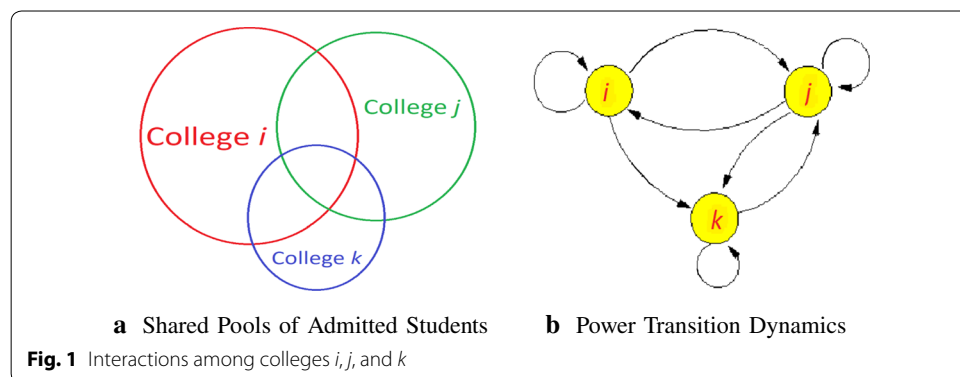 College i
College j
College k
i
j
k
a Shared Pools of Admitted Students
b Power Transition Dynamics
Fig. 1 Interactions among colleges i, j, and k